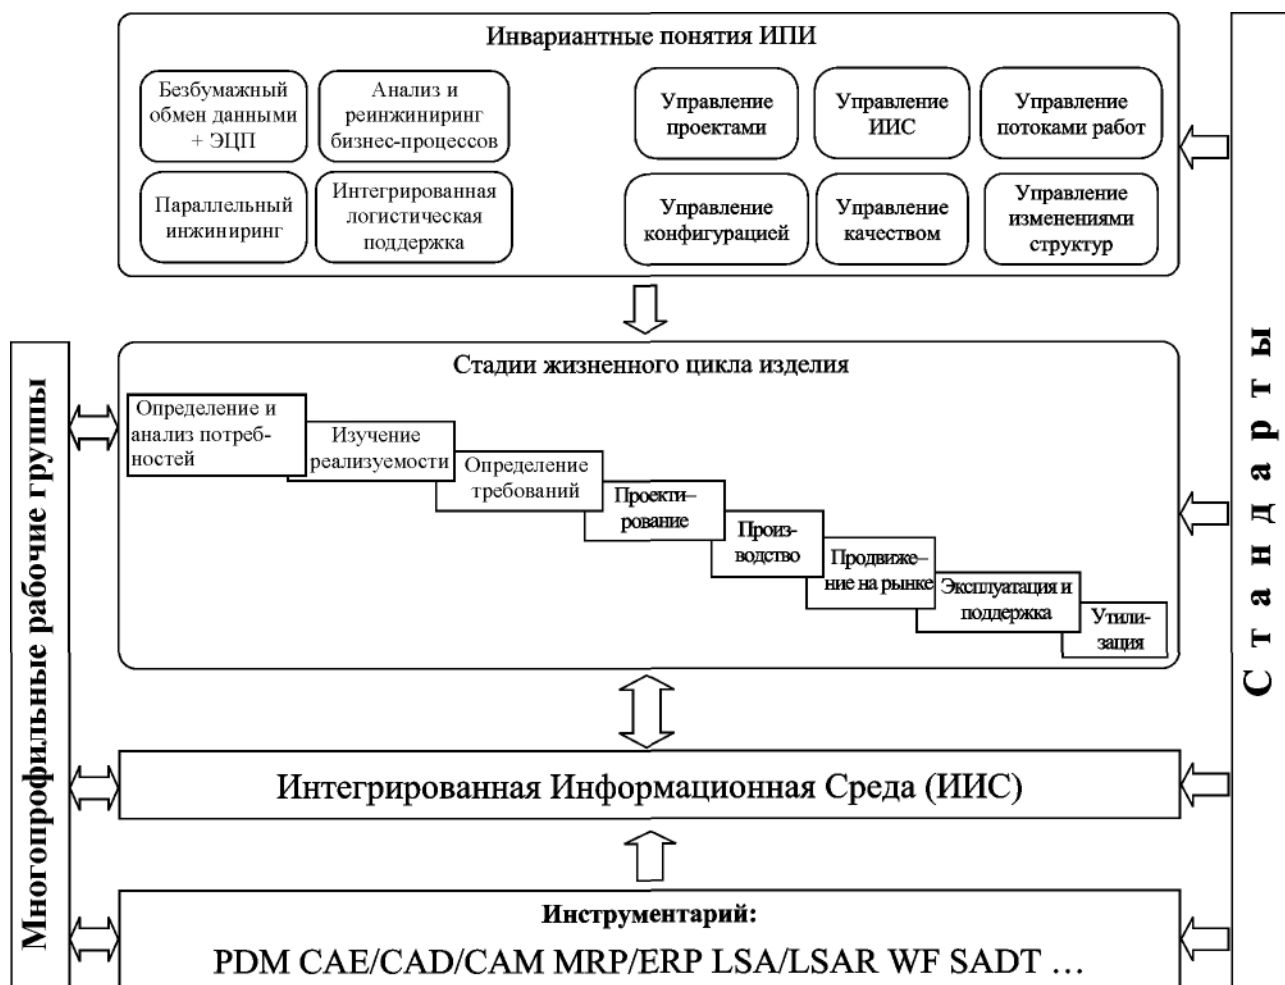 Инвариантные понятия ИПИ
Безбумажный
обмен данными
+ ЭЦП
Анализ и
реинжиниринг
бизнес-процессов
Управление
проектами
Управление
ИИС
Управление
потоками работ
Параллельный
инжиниринг
Интегрированная
логистическая
поддержка
Управление
конфигурацией
Управление
качеством
Управление
изменениями
структур
Стадии жизненного цикла изделия
Определение и
анализ потреб-
ностей
Изучение
реализуемости
Определение
требований
Проекти–
рование
Произ-
водство
Продвиже–
ние на рынке
Эксплуатация и
поддержка
Утили-
зация
Многопрофильные рабочие группы
Стандарты
Интегрированная Информационная Среда (ИИС)
Инструментарий:
PDM CAE/CAD/CAM MRP/ERP LSA/LSAR WF SADT …